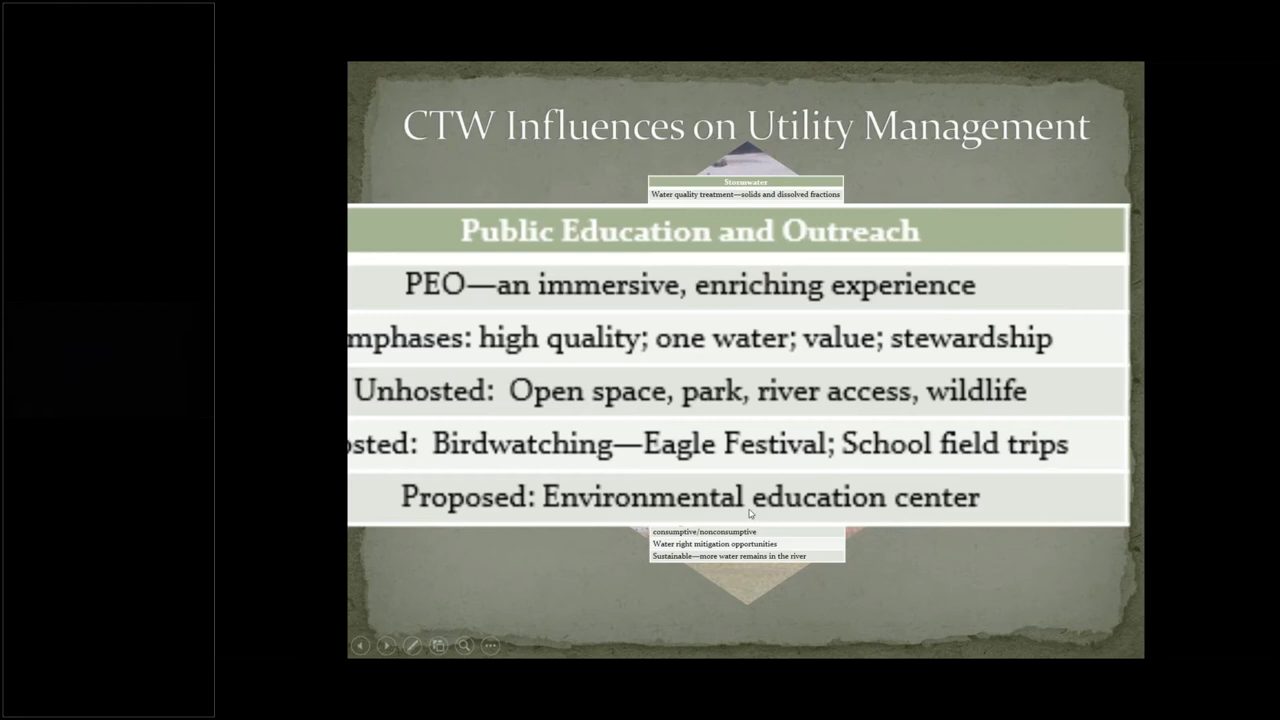 CTW Influences on Utility Management
Stormwater
Water quality treatment—solids and dissolved fractions
Public Education and Outreach
PEO—an immersive, enriching experience
mphases: high quality; one water; value; stewardship
Unhosted: Open space, park, river access, wildlife
osted: Birdwatching—Eagle Festival; School field trips
Proposed: Environmental education center
consumptive/nonconsumptive
Water right mitigation opportunities
Sustainable—more water remains in the river